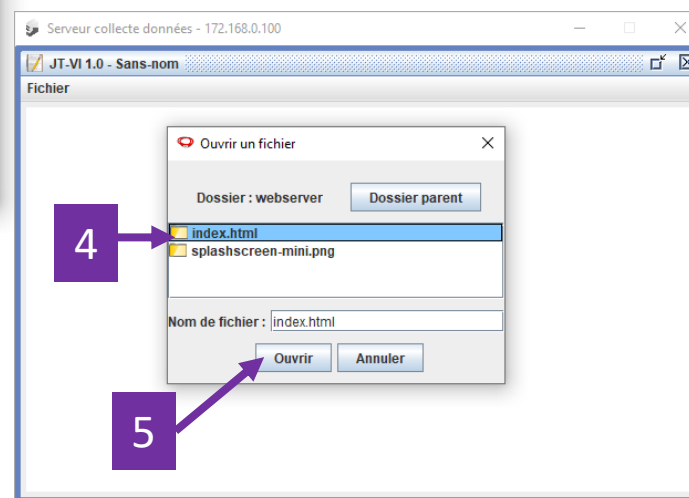 Serveur collecte données - 172.168.0.100
JT-VI 1.0 - Sans-nom
Fichier
Ouvrir un fichier
Dossier : webserver Dossier parent
4
index.html
splashscreen-mini.png
Nom de fichier : index.html
Ouvrir Annuler
5